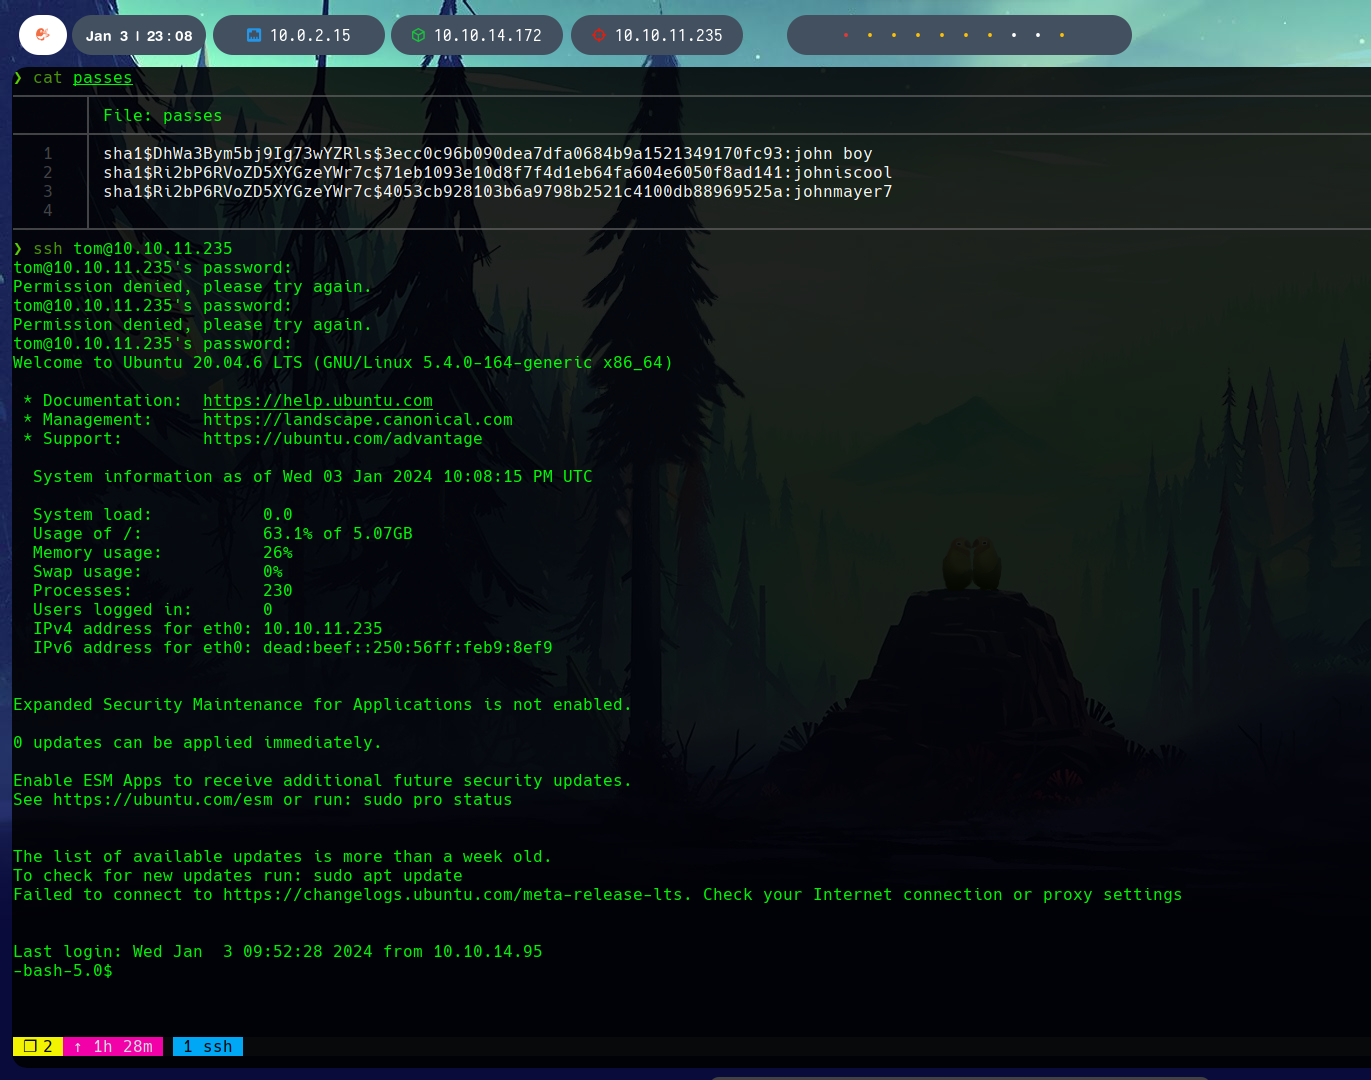 Jan 3 | 23:08 10.0.2.15 10.10.14.172 10.10.11.235
❯ cat passes
File: passes
1 sha1$DhWa3Bym5bj9Ig73wYZRls$3ecc0c96b090dea7dfa0684b9a1521349170fc93:john boy
2 sha1$Ri2bP6RVoZD5XYGzeYWr7c$71eb1093e10d8f7f4d1eb64fa604e6050f8ad141:johniscool
3 sha1$Ri2bP6RVoZD5XYGzeYWr7c$4053cb928103b6a9798b2521c4100db88969525a:johnmayer7
4
❯ ssh tom@10.10.11.235
tom@10.10.11.235's password:
Permission denied, please try again.
tom@10.10.11.235's password:
Permission denied, please try again.
tom@10.10.11.235's password:
Welcome to Ubuntu 20.04.6 LTS (GNU/Linux 5.4.0-164-generic x86_64)
* Documentation: https://help.ubuntu.com
* Management: https://landscape.canonical.com
* Support: https://ubuntu.com/advantage
System information as of Wed 03 Jan 2024 10:08:15 PM UTC
System load: 0.0
Usage of /: 63.1% of 5.07GB
Memory usage: 26%
Swap usage: 0%
Processes: 230
Users logged in: 0
IPv4 address for eth0: 10.10.11.235
IPv6 address for eth0: dead:beef::250:56ff:feb9:8ef9
Expanded Security Maintenance for Applications is not enabled.
0 updates can be applied immediately.
Enable ESM Apps to receive additional future security updates.
See https://ubuntu.com/esm or run: sudo pro status
The list of available updates is more than a week old.
To check for new updates run: sudo apt update
Failed to connect to https://changelogs.ubuntu.com/meta-release-lts. Check your Internet connection or proxy settings
Last login: Wed Jan  3 09:52:28 2024 from 10.10.14.95
-bash-5.0$
❐ 2 ↑ 1h 28m 1 ssh